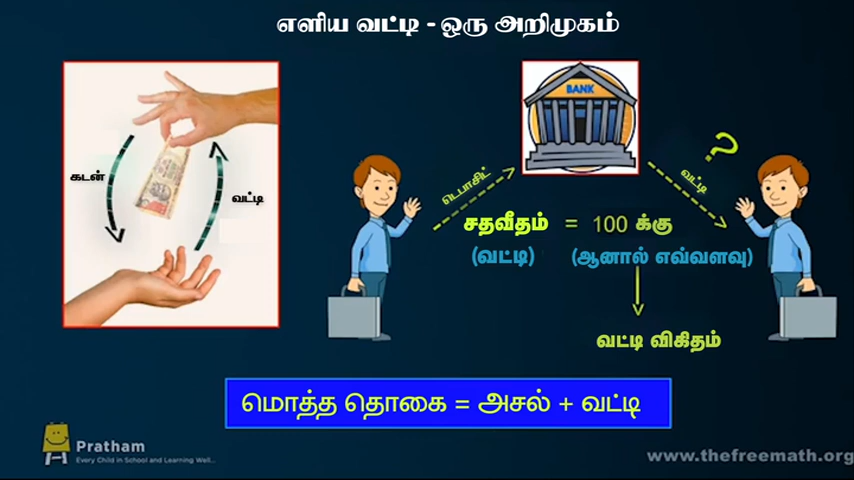 எளிய வட்டி - ஒரு அறிமுகம்
கடன்
வட்டி
BANK
டெபாசிட்
வட்டி
?
சதவீதம் = 100 க்கு
(வட்டி) (ஆனால் எவ்வளவு)
வட்டி விகிதம்
மொத்த தொகை = அசல் + வட்டி
Pratham
Every Child in School and Learning Well...
www.thefreemath.org